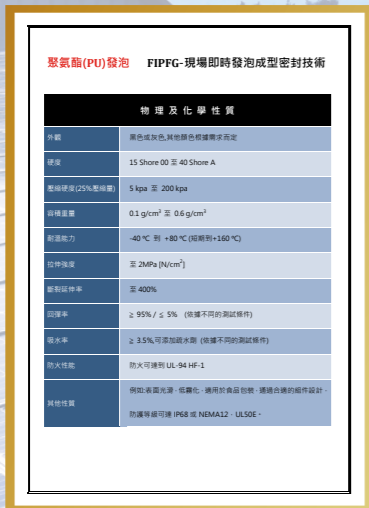 聚氨酯(PU)發泡 FIPFG-現場即時發泡成型密封技術
物 理 及 化 學 性 質
外觀 黑色或灰色,其他顏色根據需求而定
硬度 15 Shore 00 至 40 Shore A
壓縮硬度(25%壓縮量) 5 kpa 至 200 kpa
容積重量 0.1 g/cm³ 至 0.6 g/cm²
耐溫能力 -40 ºC 到 +80 ºC (短期到+160 ºC)
拉伸強度 至 2MPa [N/cm²]
斷裂延伸率 至 400%
回彈率 ≥ 95% / ≤ 5% (依據不同的測試條件)
吸水率 ≥ 3.5%,可添加疏水劑 (依據不同的測試條件)
防火性能 防火可達到 UL-94 HF-1
其他性質 例如:表面光滑、低霧化、適用於食品包裝、通過合適的組件設計、
防護等級可達 IP68 或 NEMA12、UL50E。